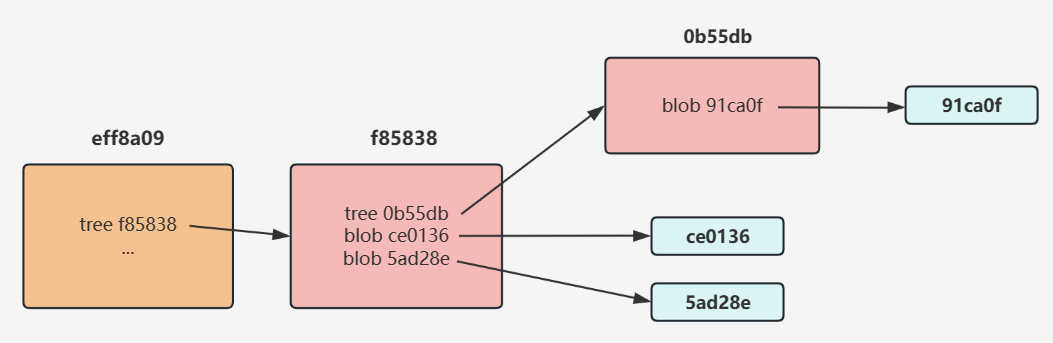 0b55db
blob 91ca0f
91ca0f
eff8a09
f85838
tree f85838
...
tree 0b55db
blob ce0136
blob 5ad28e
ce0136
5ad28e